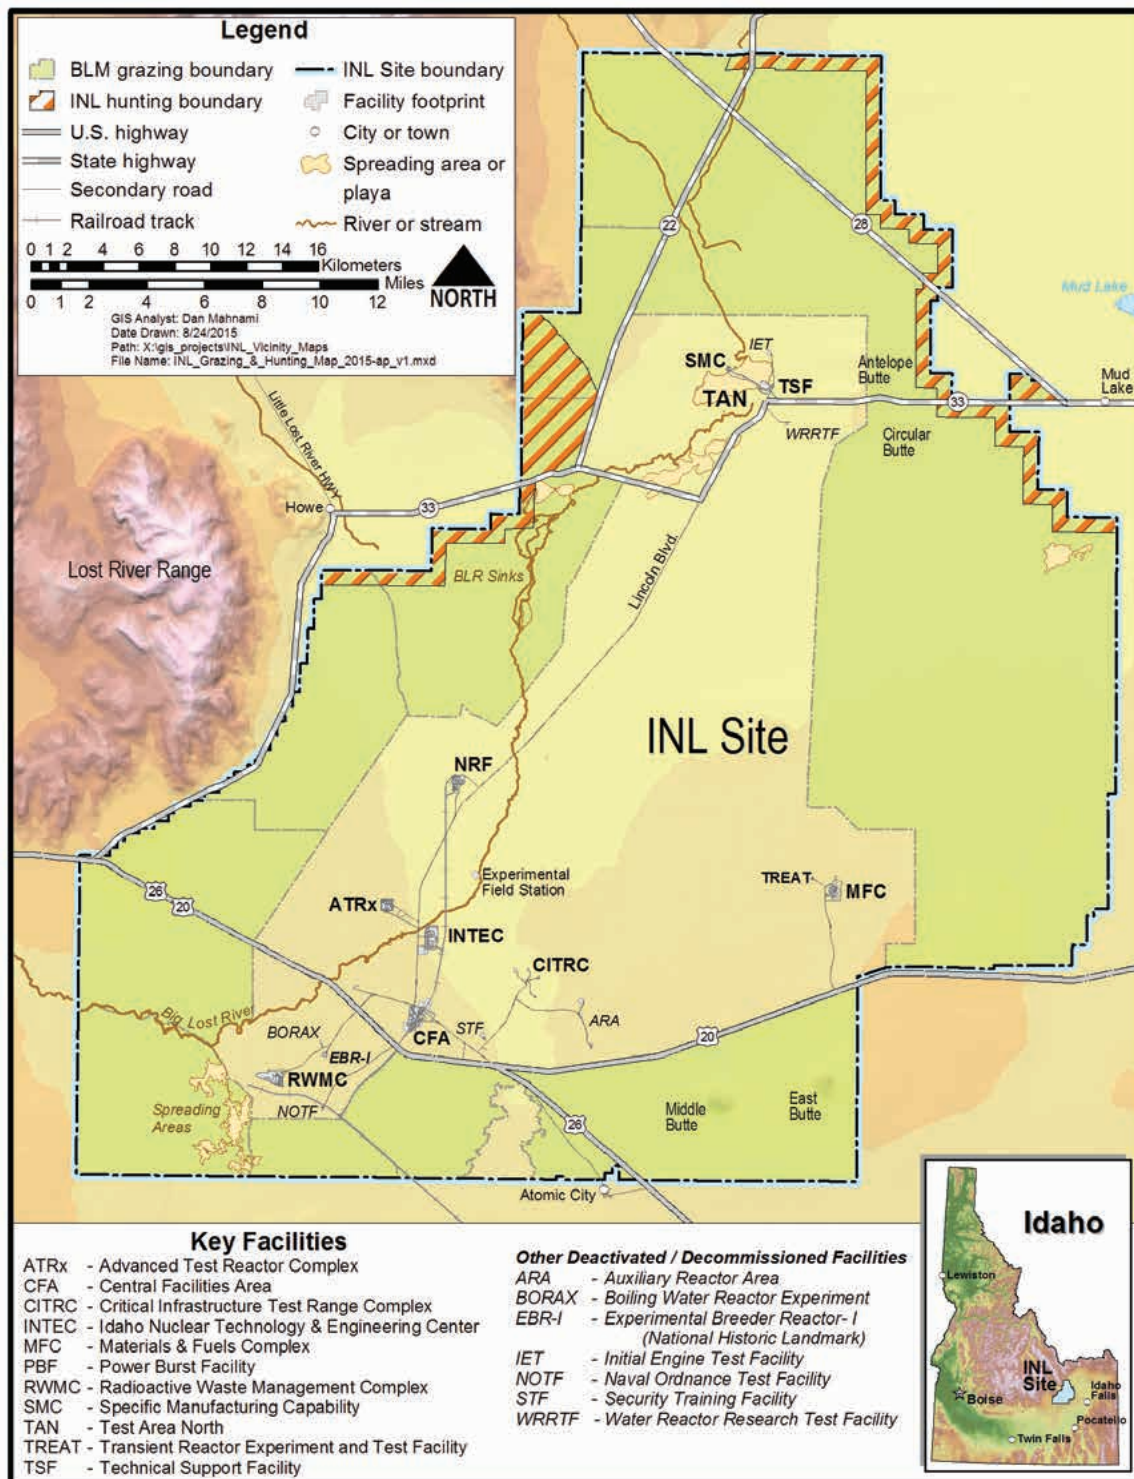 Legend
BLM grazing boundary
INL hunting boundary
U.S. highway
State highway
Secondary road
Railroad track
INL Site boundary
Facility footprint
City or town
Spreading area or
playa
River or stream
0 1 2 4 6 8 10 12 14 16
Kilometers
Miles
0 1 2 4 6 8 10 12
NORTH
GIS Analyst: Dan Mahnami
Date Drawn: 8/24/2015
Path: X:\gis_projects\INL_Vicinity_Maps
File Name: INL_Grazing_&_Hunting_Map_2015-ap_v1.mxd
22
28
Mud Lake
IET
SMC
TSF
TAN
Antelope
Butte
Mud
Lake
33
WRRTF
Circular
Butte
Little Lost River HWY
Howe
33
Lost River Range
BLR Sinks
Lincoln Blvd.
INL Site
NRF
Experimental
Field Station
TREAT
MFC
26
20
ATRx
INTEC
CITRC
Big Lost River
BORAX
STF
ARA
CFA
EBR-I
20
RWMC
NOTF
Spreading
Areas
26
Middle
Butte
East
Butte
Atomic City
Key Facilities
ATRx - Advanced Test Reactor Complex
CFA - Central Facilities Area
CITRC - Critical Infrastructure Test Range Complex
INTEC - Idaho Nuclear Technology & Engineering Center
MFC - Materials & Fuels Complex
PBF - Power Burst Facility
RWMC - Radioactive Waste Management Complex
SMC - Specific Manufacturing Capability
TAN - Test Area North
TREAT - Transient Reactor Experiment and Test Facility
TSF - Technical Support Facility
Other Deactivated / Decommissioned Facilities
ARA - Auxiliary Reactor Area
BORAX - Boiling Water Reactor Experiment
EBR-I - Experimental Breeder Reactor- I
(National Historic Landmark)
IET - Initial Engine Test Facility
NOTF - Naval Ordnance Test Facility
STF - Security Training Facility
WRRTF - Water Reactor Research Test Facility
Idaho
Lewiston
INL
Site
Idaho
Falls
Boise
Pocatello
Twin Falls